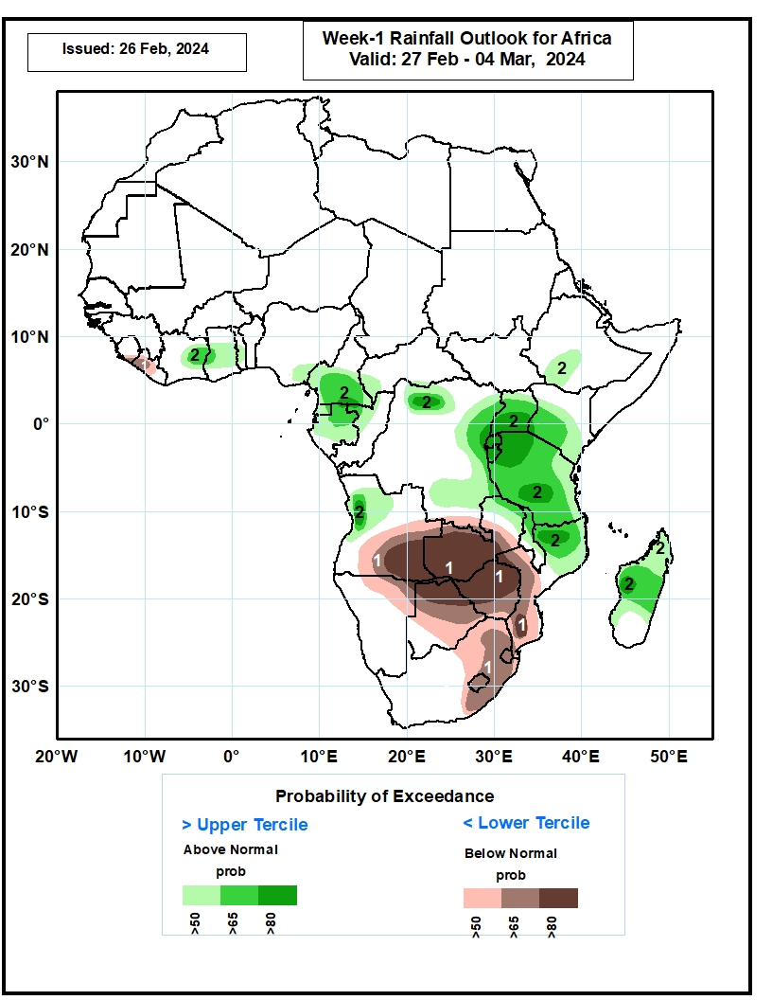 Issued: 26 Feb, 2024
Week-1 Rainfall Outlook for Africa
Valid: 27 Feb - 04 Mar, 2024
30°N
20°N
10°N
0°
10°S
20°S
30°S
2
2
2
2
2
2
2
2
2
2
1
1
1
1
1
1
20°W
10°W
0°
10°E
20°E
30°E
40°E
50°E
Probability of Exceedance
> Upper Tercile
< Lower Tercile
Above Normal
Below Normal
prob
prob
>50
>65
>80
>50
>65
>80